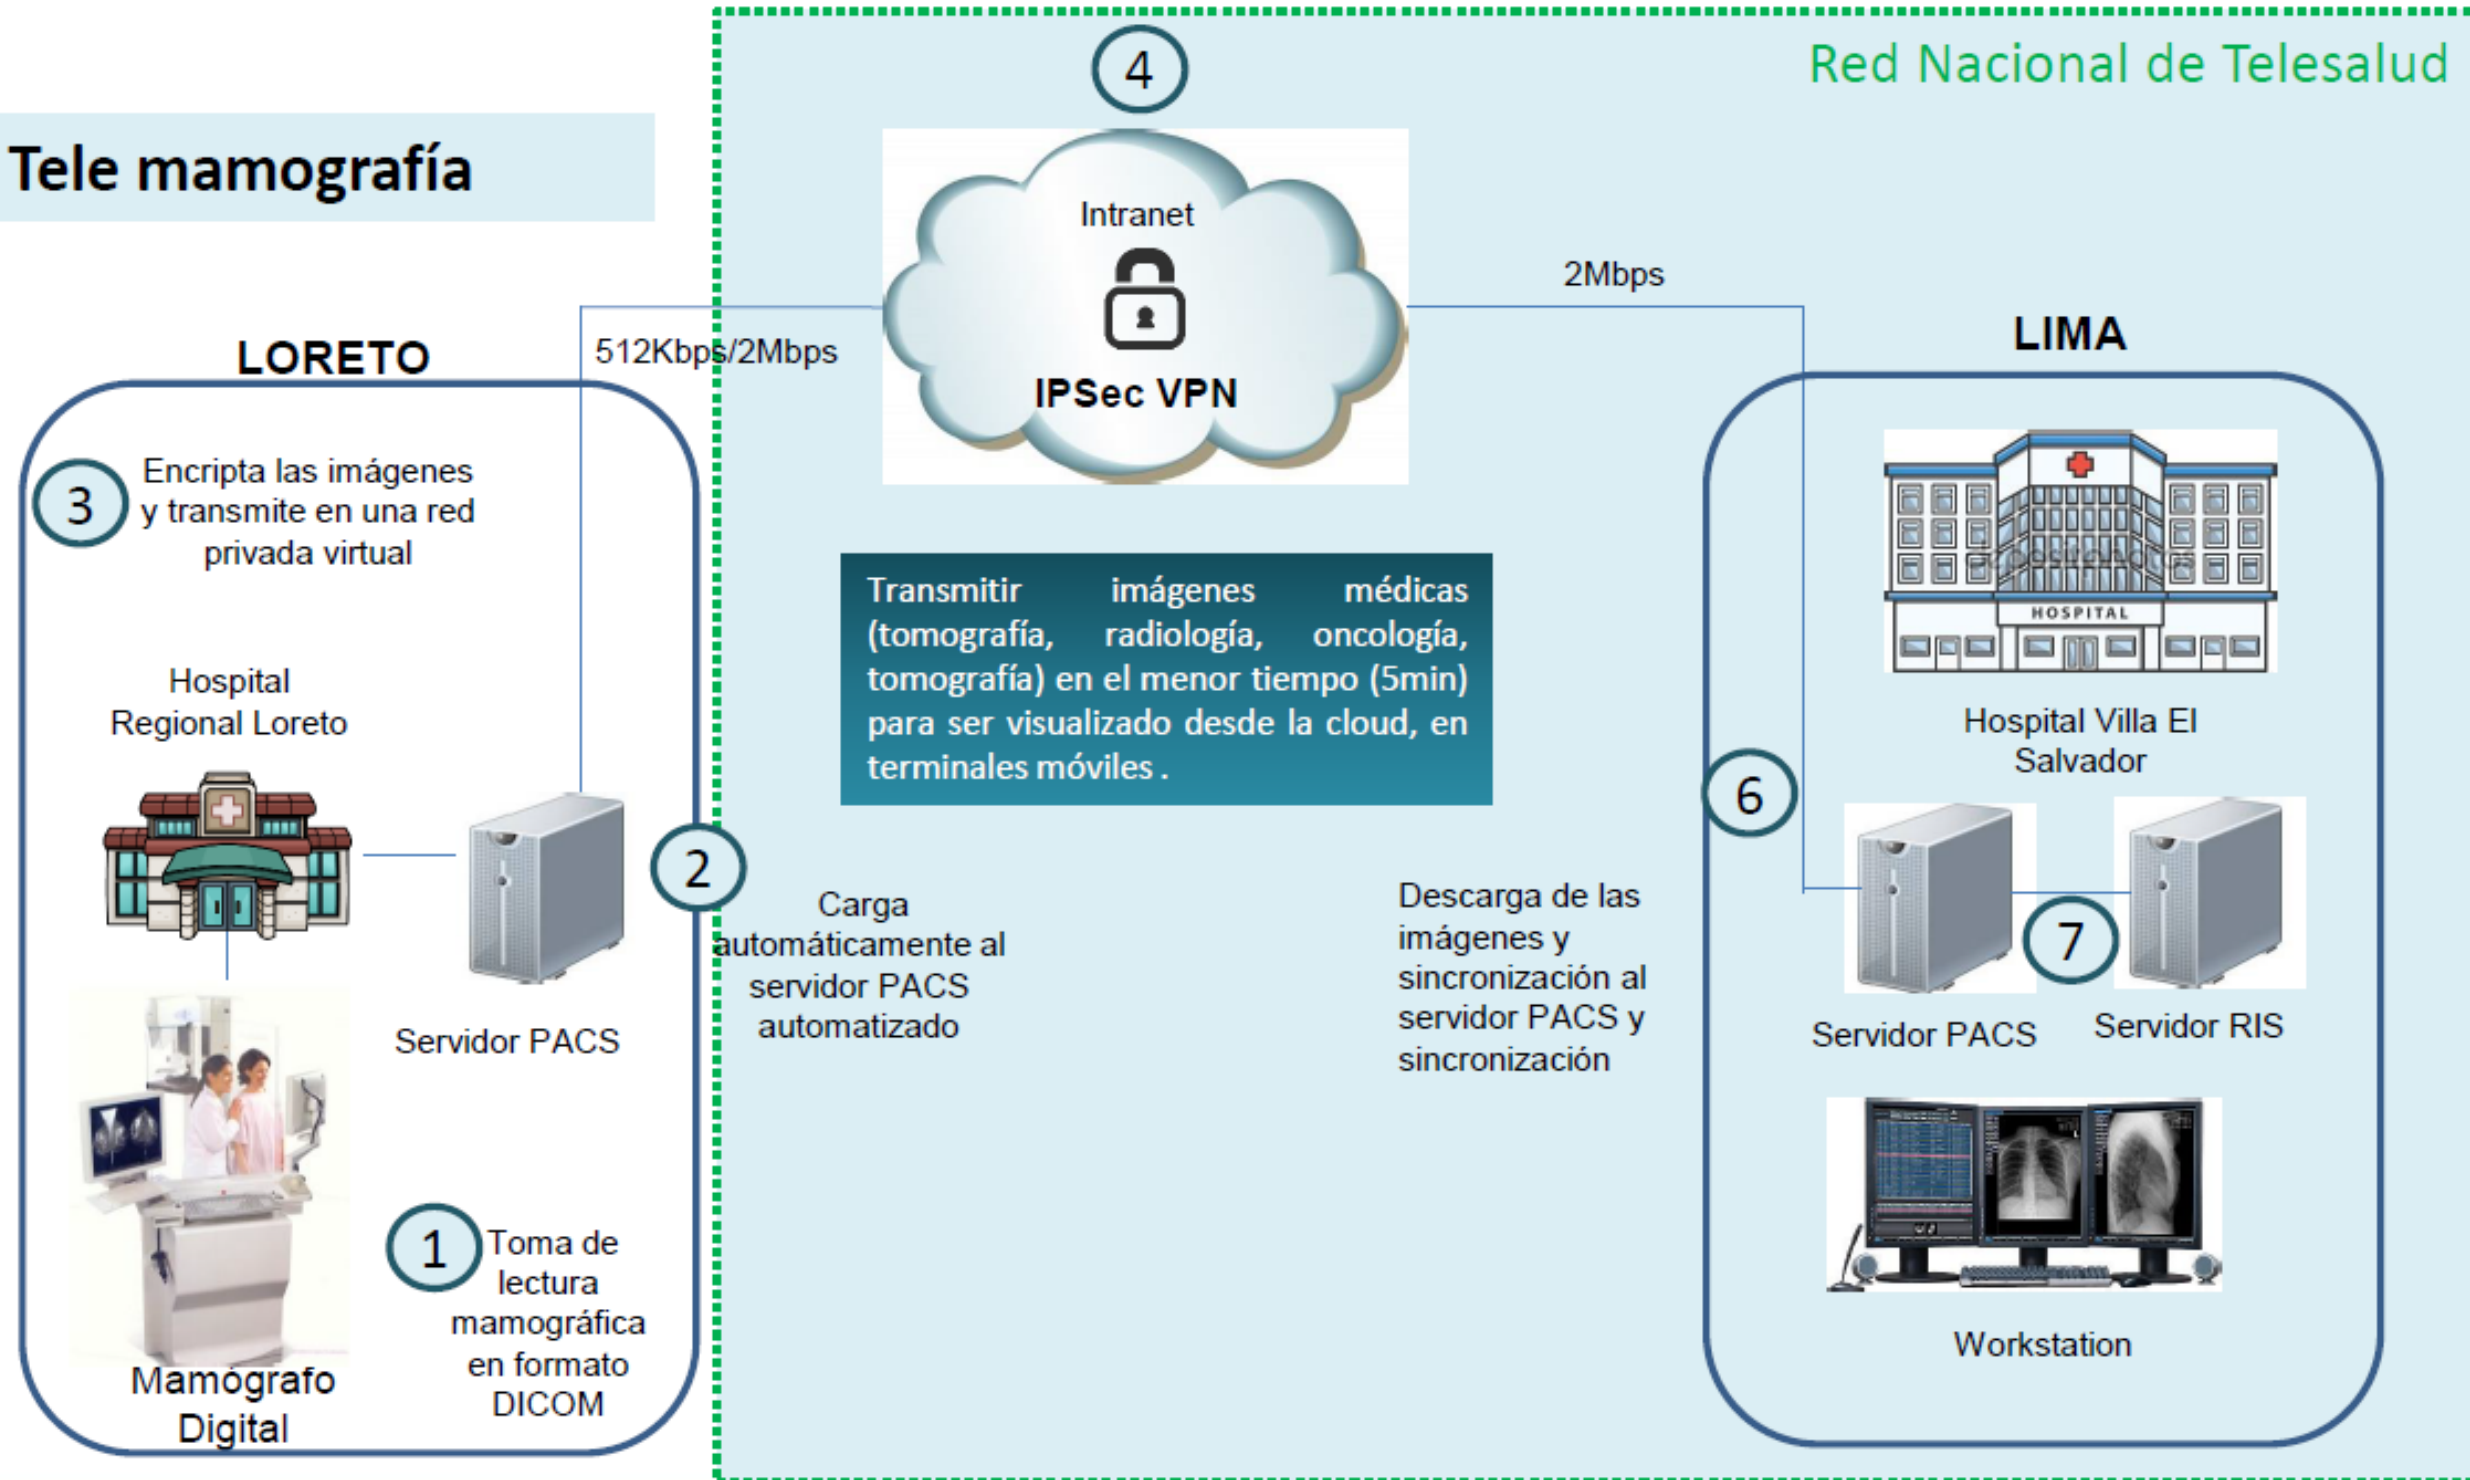 Red Nacional de Telesalud
4
Tele mamografía
Intranet
IPSec VPN
512Kbps/2Mbps
2Mbps
LORETO
3
Encripta las imágenes
y transmite en una red
privada virtual
Hospital
Regional Loreto
Servidor PACS
2
Carga
automáticamente al
servidor PACS
automatizado
1
Toma de
lectura
mamográfica
en formato
DICOM
Mamógrafo
Digital
Transmitir imágenes médicas
(tomografía, radiología, oncología,
tomografía) en el menor tiempo (5min)
para ser visualizado desde la cloud, en
terminales móviles .
Descarga de las
imágenes y
sincronización al
servidor PACS y
sincronización
LIMA
depositphotos
HOSPITAL
Hospital Villa El
Salvador
6
7
Servidor PACS
Servidor RIS
Workstation